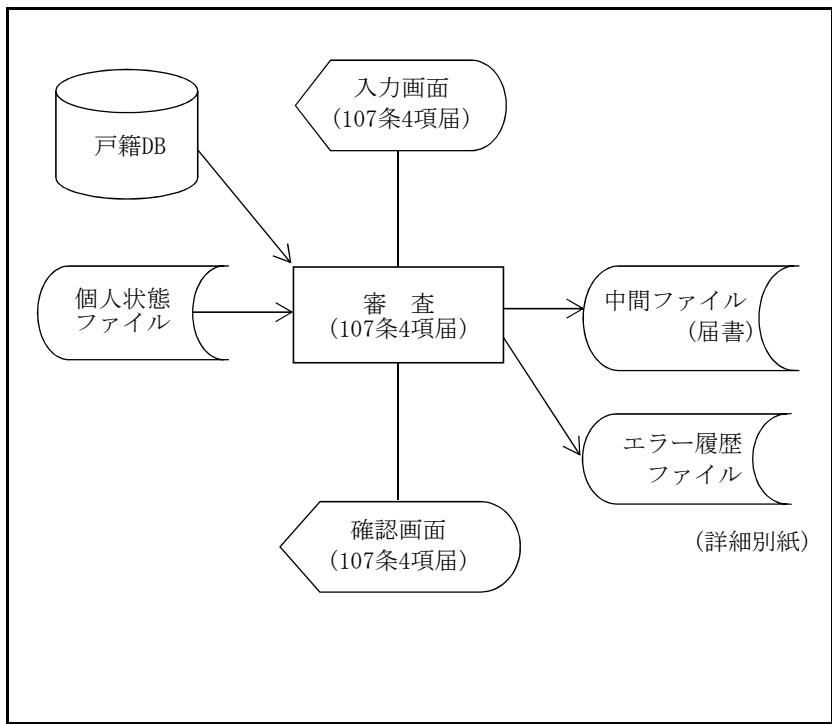 入力画面
(107条4項届)
戸籍DB
個人状態
ファイル
審　査
(107条4項届)
中間ファイル
(届書)
エラー履歴
ファイル
確認画面
(107条4項届)
(詳細別紙)